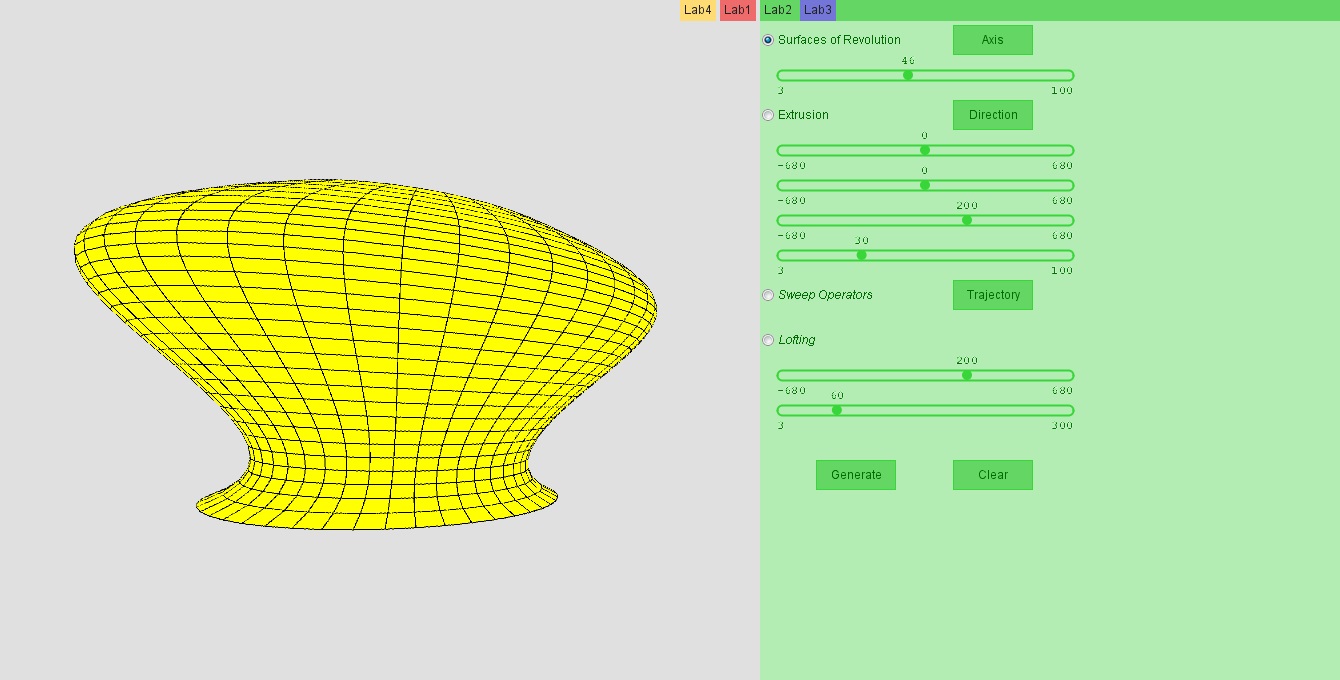 Lab4 Lab1 Lab2 Lab3
Surfaces of Revolution Axis
46
3 100
Extrusion Direction
0
-680 680
0
-680 680
200
-680 680
30
3 100
Sweep Operators Trajectory
Lofting
200
-680 680
60
3 300
Generate Clear